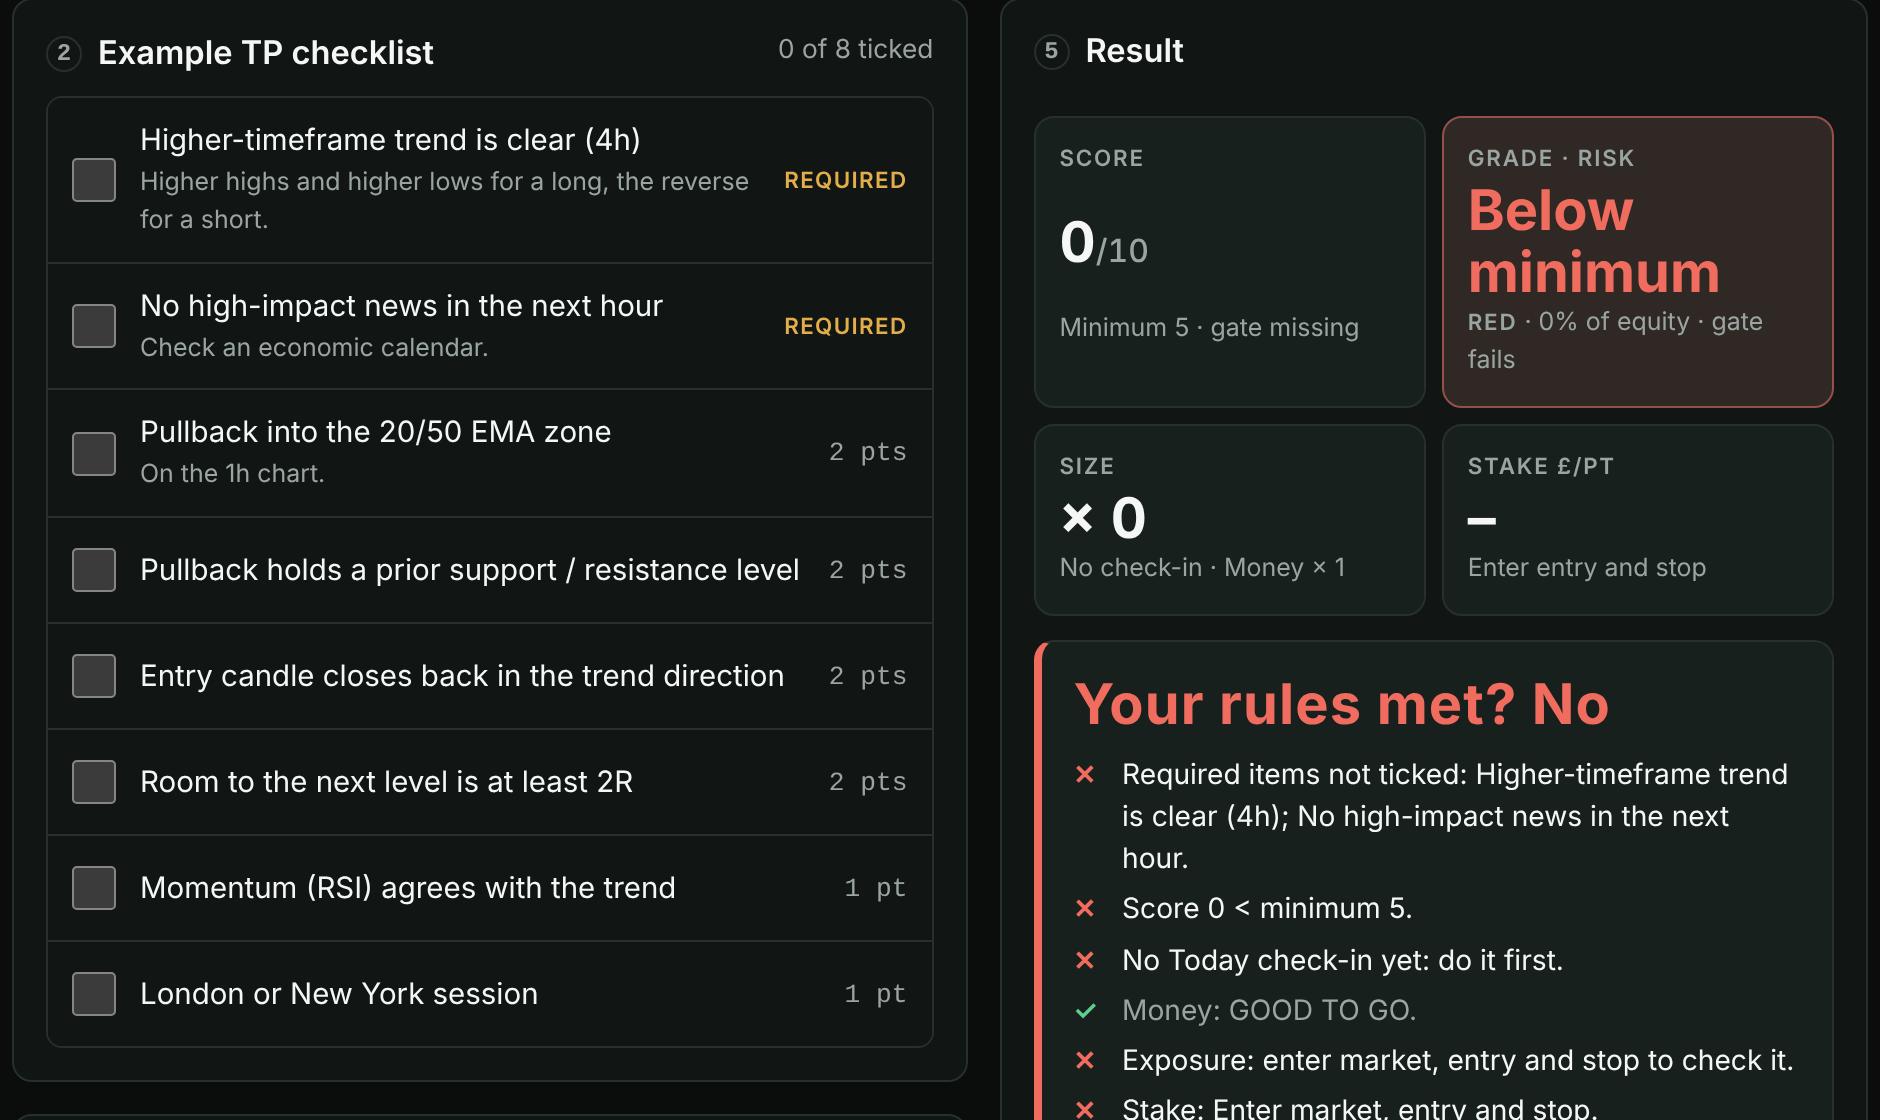 2 Example TP checklist
0 of 8 ticked
Higher-timeframe trend is clear (4h)
Higher highs and higher lows for a long, the reverse
for a short.
REQUIRED
No high-impact news in the next hour
Check an economic calendar.
REQUIRED
Pullback into the 20/50 EMA zone
On the 1h chart.
2 pts
Pullback holds a prior support / resistance level
2 pts
Entry candle closes back in the trend direction
2 pts
Room to the next level is at least 2R
2 pts
Momentum (RSI) agrees with the trend
1 pt
London or New York session
1 pt
5 Result
SCORE
0/10
Minimum 5 · gate missing
GRADE · RISK
Below
minimum
RED · 0% of equity · gate
fails
SIZE
× 0
No check-in · Money × 1
STAKE £/PT
–
Enter entry and stop
Your rules met? No
✕ Required items not ticked: Higher-timeframe trend
is clear (4h); No high-impact news in the next
hour.
✕ Score 0 < minimum 5.
✕ No Today check-in yet: do it first.
✓ Money: GOOD TO GO.
✕ Exposure: enter market, entry and stop to check it.
✕ Stake: Enter market, entry and stop.